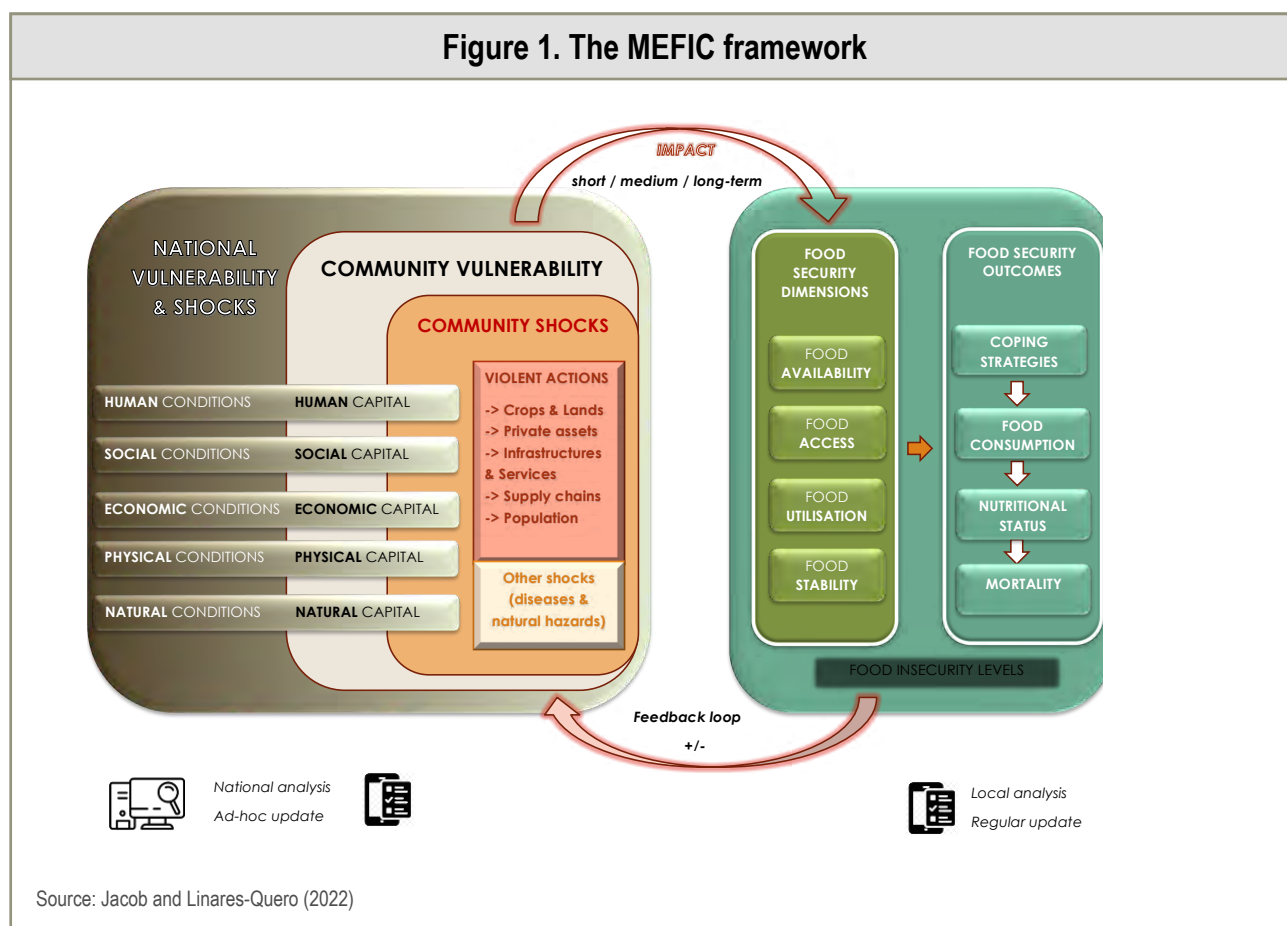 Figure 1. The MEFIC framework
IMPACT
short / medium / long-term
NATIONAL
VULNERABILITY
& SHOCKS
COMMUNITY VULNERABILITY
COMMUNITY SHOCKS
HUMAN CONDITIONS HUMAN CAPITAL
SOCIAL CONDITIONS SOCIAL CAPITAL
ECONOMIC CONDITIONS ECONOMIC CAPITAL
PHYSICAL CONDITIONS PHYSICAL CAPITAL
NATURAL CONDITIONS NATURAL CAPITAL
VIOLENT ACTIONS
-> Crops & Lands
-> Private assets
-> Infrastructures
& Services
-> Supply chains
-> Population
Other shocks
(diseases &
natural hazards)
FOOD
SECURITY
DIMENSIONS
FOOD
AVAILABILITY
FOOD
ACCESS
FOOD
UTILISATION
FOOD
STABILITY
FOOD SECURITY
OUTCOMES
COPING
STRATEGIES
FOOD
CONSUMPTION
NUTRITIONAL
STATUS
MORTALITY
FOOD INSECURITY LEVELS
Feedback loop
+/-
National analysis
Ad-hoc update
Local analysis
Regular update
Source: Jacob and Linares-Quero (2022)